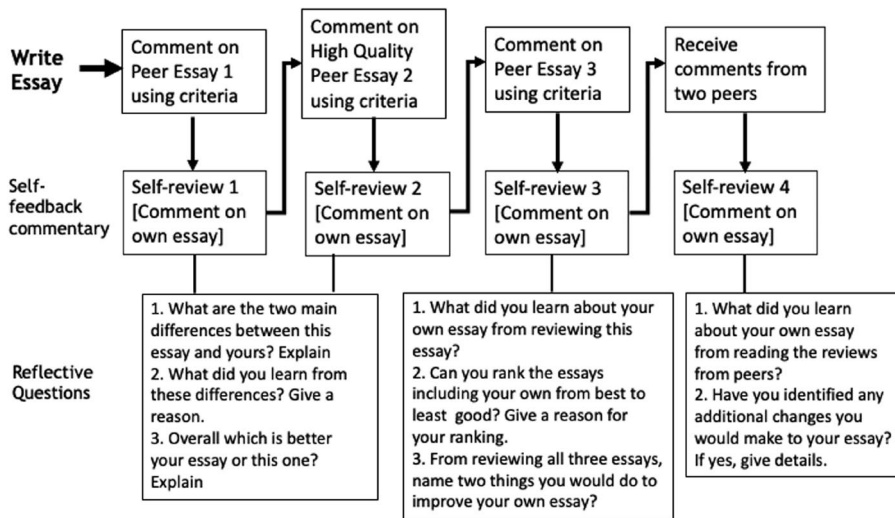 Write
Essay
Comment on
Peer Essay 1
using criteria
Comment on
High Quality
Peer Essay 2
using criteria
Comment on
Peer Essay 3
using criteria
Receive
comments from
two peers
Self-
feedback
commentary
Self-review 1
[Comment on
own essay]
Self-review 2
[Comment on
own essay]
Self-review 3
[Comment on
own essay]
Self-review 4
[Comment on
own essay]
Reflective
Questions
1. What are the two main
differences between this
essay and yours? Explain
2. What did you learn from
these differences? Give a
reason.
3. Overall which is better
your essay or this one?
Explain
1. What did you learn about your
own essay from reviewing this
essay?
2. Can you rank the essays
including your own from best to
least good? Give a reason for
your ranking.
3. From reviewing all three essays,
name two things you would do to
improve your own essay?
1. What did you learn
about your own essay
from reading the reviews
from peers?
2. Have you identified any
additional changes you
would make to your essay?
If yes, give details.